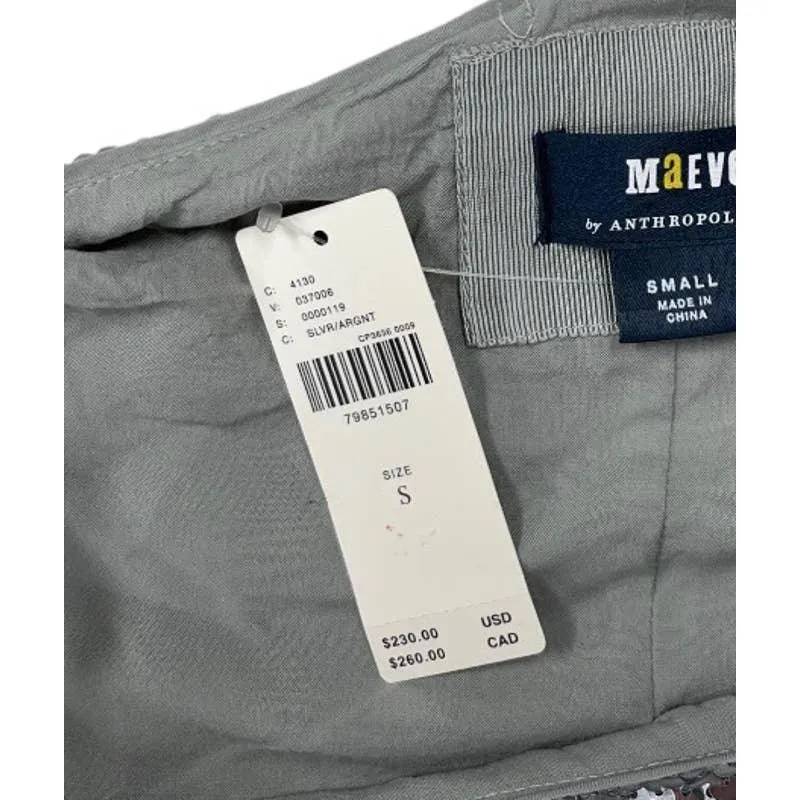 MaEVe
by ANTHROPOL
SMALL
MADE IN
CHINA
C: 4130
V: 037006
S: 0000119
C: SLVR/ARGNT
CP3636 0009
79851507
SIZE
S
$230.00 USD
$260.00 CAD